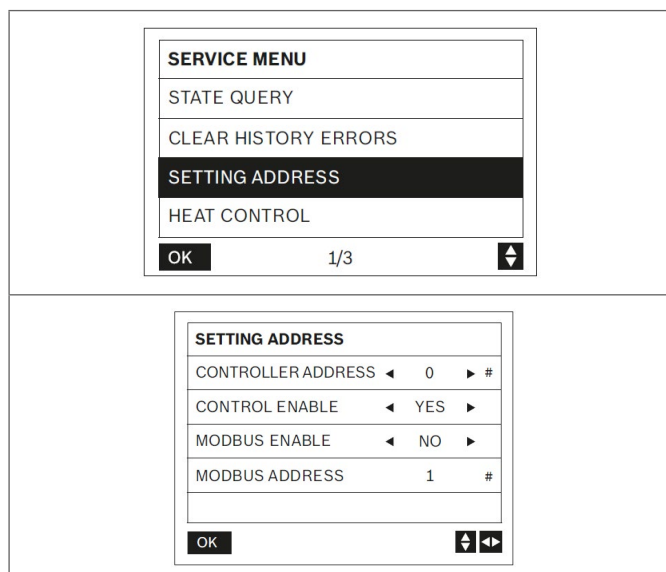 SERVICE MENU
STATE QUERY
CLEAR HISTORY ERRORS
SETTING ADDRESS
HEAT CONTROL
OK 1/3
SETTING ADDRESS
CONTROLLER ADDRESS ◄ 0 ► #
CONTROL ENABLE ◄ YES ►
MODBUS ENABLE ◄ NO ►
MODBUS ADDRESS 1 #
OK